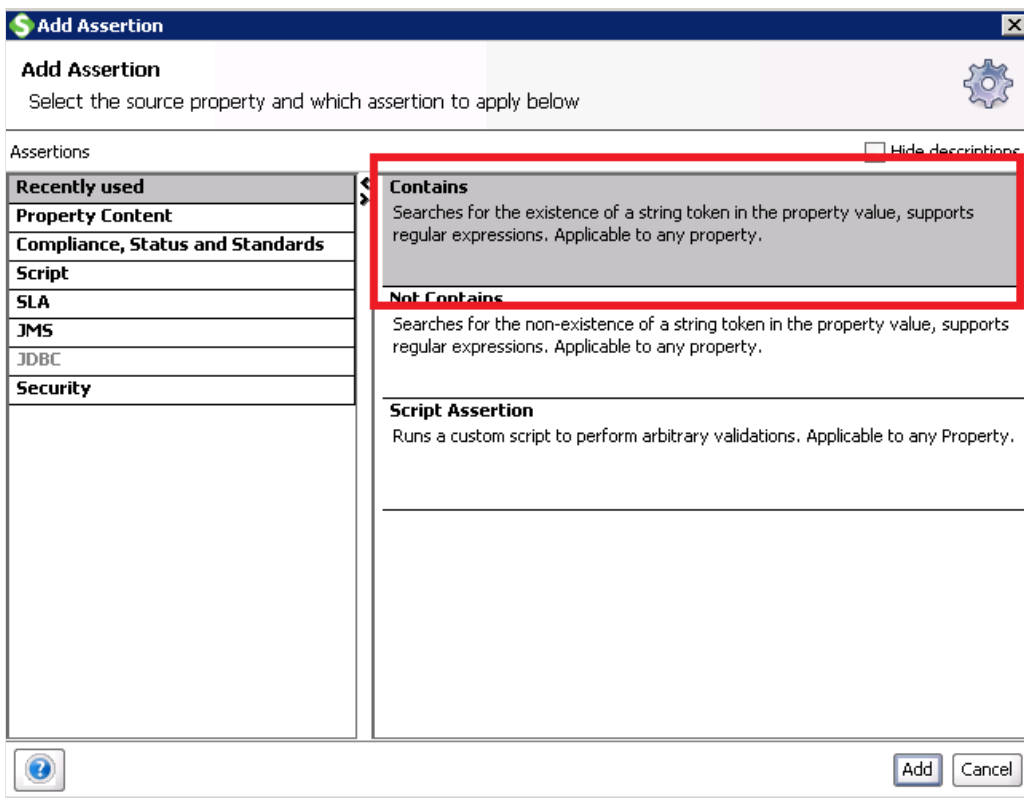 Add Assertion
Add Assertion
Select the source property and which assertion to apply below
Assertions
Hide descriptions
Recently used
Property Content
Compliance, Status and Standards
Script
SLA
JMS
JDBC
Security
Contains
Searches for the existence of a string token in the property value, supports
regular expressions. Applicable to any property.
Not Contains
Searches for the non-existence of a string token in the property value, supports
regular expressions. Applicable to any property.
Script Assertion
Runs a custom script to perform arbitrary validations. Applicable to any Property.
Add
Cancel